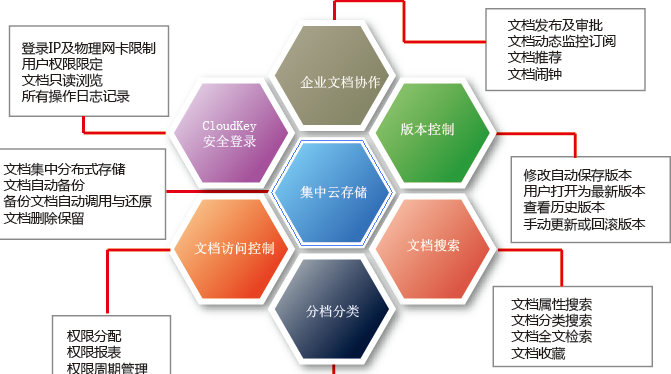 登录IP及物理网卡限制
用户权限限定
文档只读浏览
所有操作日志记录
企业文档协作
文档发布及审批
文档动态监控订阅
文档推荐
文档闹钟
CloudKey
安全登录
版本控制
文档集中分布式存储
文档自动备份
备份文档自动调用与还原
文档删除保留
集中云存储
修改自动保存版本
用户打开为最新版本
查看历史版本
手动更新或回滚版本
文档访问控制
文档搜索
权限分配
权限报表
权限周期管理
分档分类
文档属性搜索
文档分类搜索
文档全文检索
文档收藏